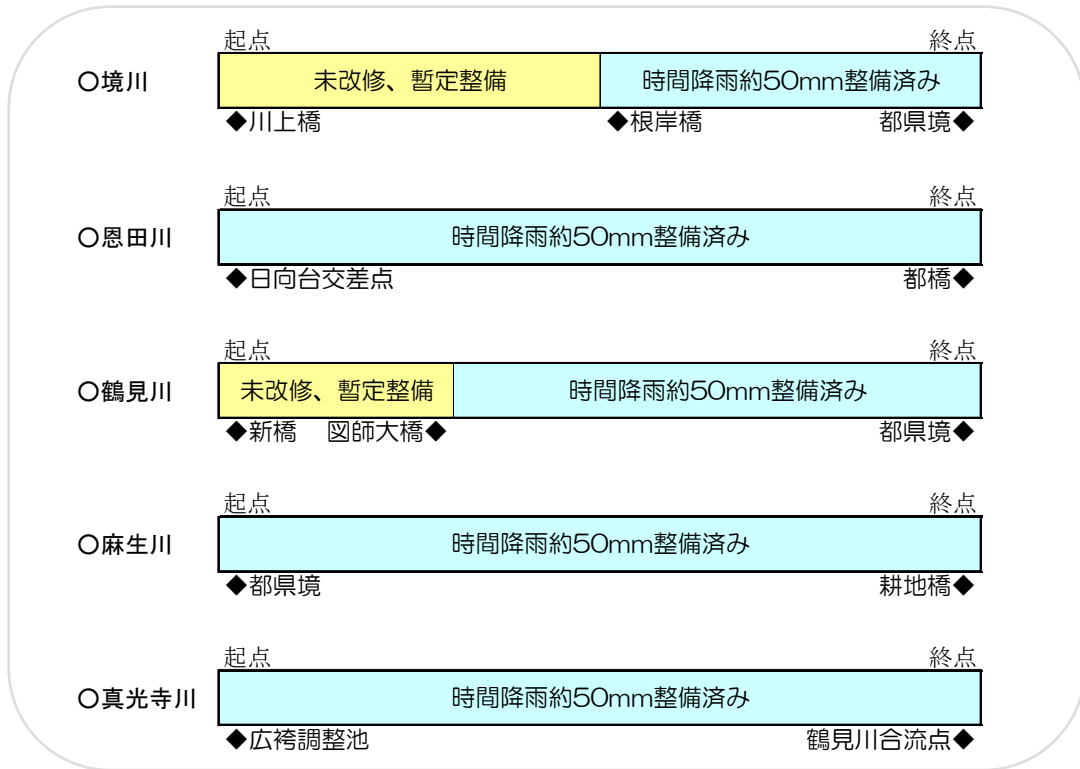 起点 終点
○境川 未改修、暫定整備 時間降雨約50mm整備済み
◆川上橋 ◆根岸橋 都県境◆
起点 終点
○恩田川 時間降雨約50mm整備済み
◆日向台交差点 都橋◆
起点 終点
○鶴見川 未改修、暫定整備 時間降雨約50mm整備済み
◆新橋 図師大橋◆ 都県境◆
起点 終点
○麻生川 時間降雨約50mm整備済み
◆都県境 耕地橋◆
起点 終点
○真光寺川 時間降雨約50mm整備済み
◆広袴調整池 鶴見川合流点◆